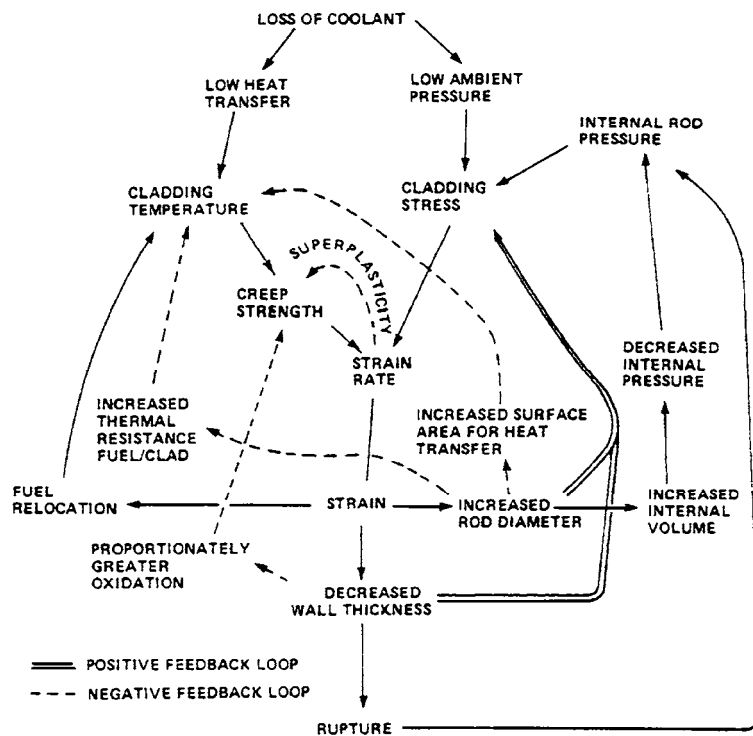 LOSS OF COOLANT
LOW HEAT
TRANSFER
LOW AMBIENT
PRESSURE
INTERNAL ROD
PRESSURE
CLADDING
TEMPERATURE
CLADDING
STRESS
SUPERPLASTICITY
CREEP
STRENGTH
STRAIN
RATE
DECREASED
INTERNAL
PRESSURE
INCREASED
THERMAL
RESISTANCE
FUEL/CLAD
INCREASED SURFACE
AREA FOR HEAT
TRANSFER
FUEL
RELOCATION
STRAIN
INCREASED
ROD DIAMETER
INCREASED
INTERNAL
VOLUME
PROPORTIONATELY
GREATER
OXIDATION
DECREASED
WALL THICKNESS
POSITIVE FEEDBACK LOOP
NEGATIVE FEEDBACK LOOP
RUPTURE